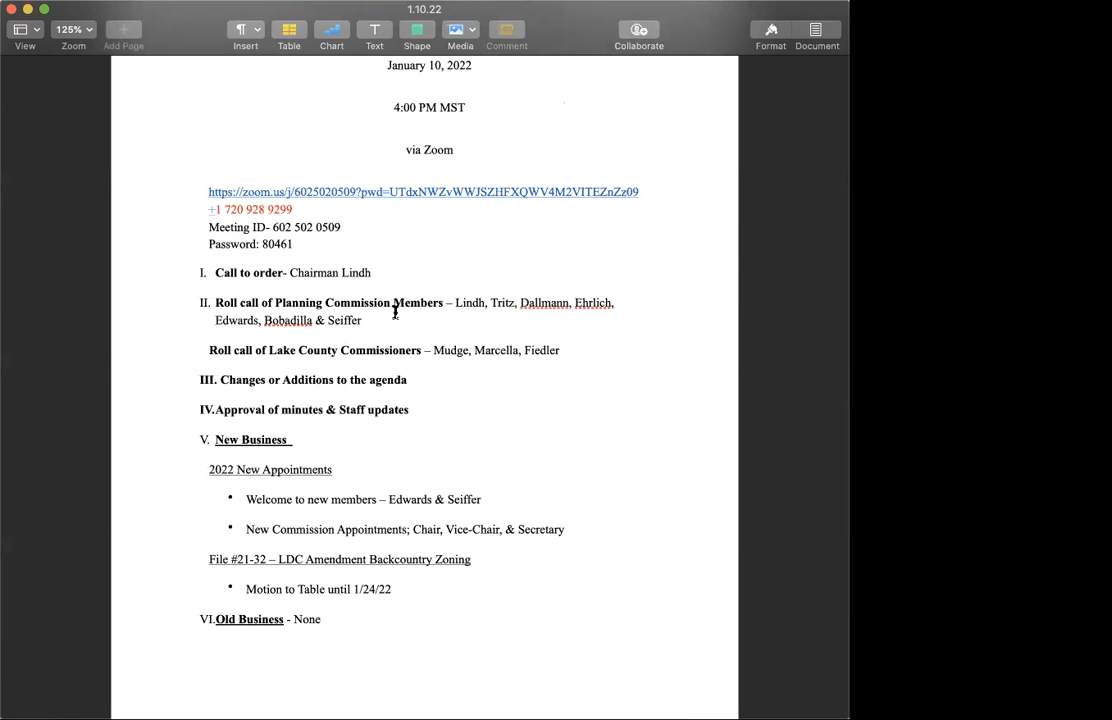 1.10.22
125%
View
Zoom
Add Page
Insert
Table
Chart
Text
Shape
Media
Comment
Collaborate
Format
Document
January 10, 2022
4:00 PM MST
via Zoom
https://zoom.us/j/6025020509?pwd=UTdxNWZvWWJSZHFXQWV4M2VITEZnZz09
+1 720 928 9299
Meeting ID- 602 502 0509
Password: 80461
I. Call to order- Chairman Lindh
II. Roll call of Planning Commission Members – Lindh, Tritz, Dallmann, Ehrlich,
Edwards, Bobadilla & Seiffer
Roll call of Lake County Commissioners – Mudge, Marcella, Fiedler
III. Changes or Additions to the agenda
IV.Approval of minutes & Staff updates
V. New Business
2022 New Appointments
• Welcome to new members – Edwards & Seiffer
• New Commission Appointments; Chair, Vice-Chair, & Secretary
File #21-32 – LDC Amendment Backcountry Zoning
• Motion to Table until 1/24/22
VI.Old Business - None